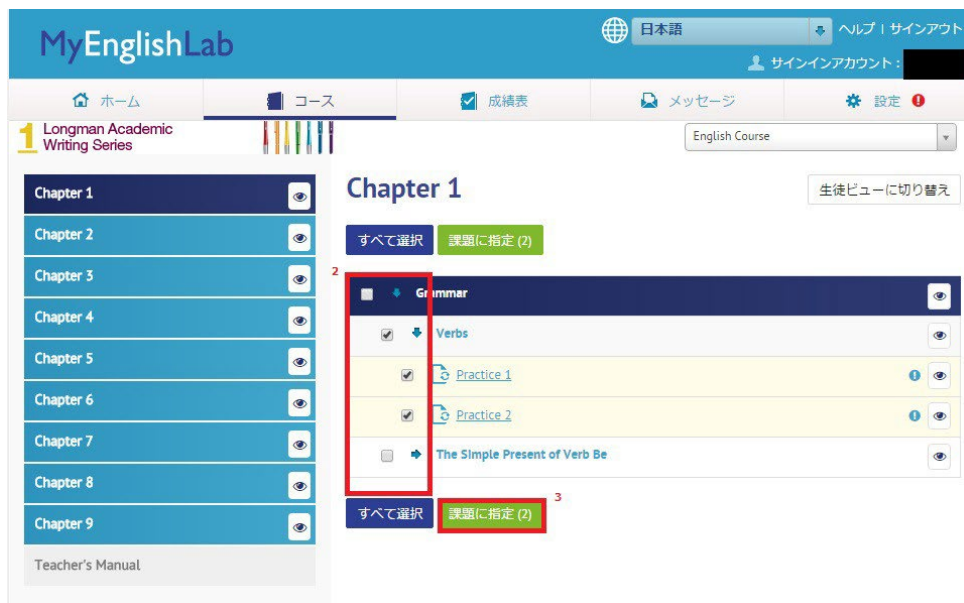 MyEnglishLab
日本語
ヘルプ | サインアウト
サインインアカウント :
ホーム
コース
成績表
メッセージ
設定
1 Longman Academic
Writing Series
English Course
Chapter 1
Chapter 2
Chapter 3
Chapter 4
Chapter 5
Chapter 6
Chapter 7
Chapter 8
Chapter 9
Teacher's Manual
Chapter 1
生徒ビューに切り替え
すべて選択
課題に指定 (2)
2
Grammar
Verbs
Practice 1
Practice 2
The Simple Present of Verb Be
すべて選択
課題に指定 (2)
3